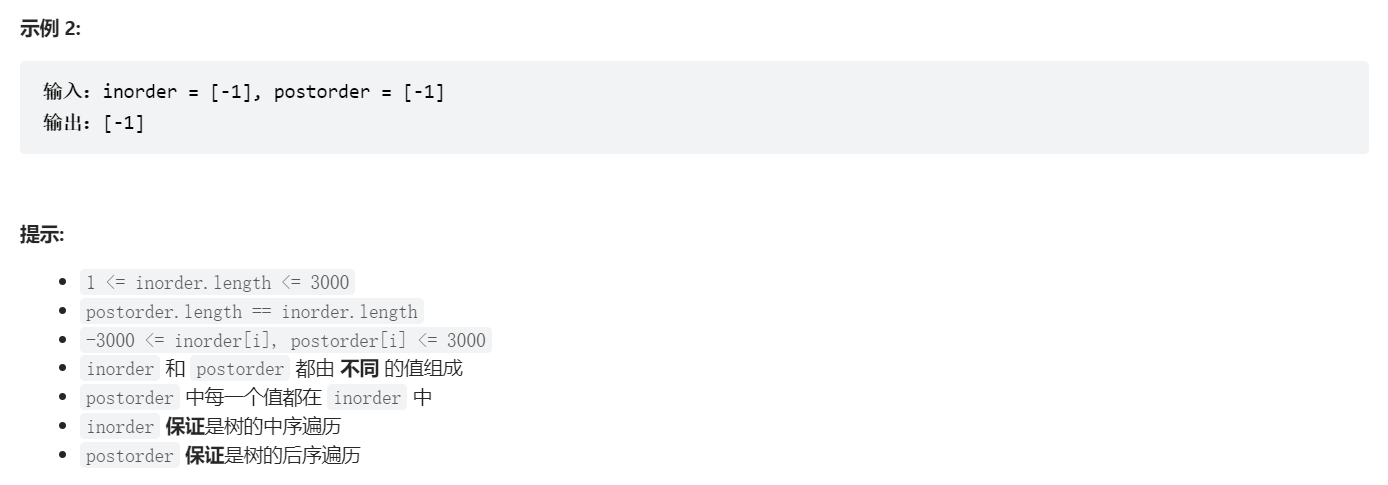 示例 2:
输入：inorder = [-1], postorder = [-1]
输出：[-1]
提示:
1 <= inorder.length <= 3000
postorder.length == inorder.length
-3000 <= inorder[i], postorder[i] <= 3000
inorder 和 postorder 都由 不同 的值组成
postorder 中每一个值都在 inorder 中
inorder 保证是树的中序遍历
postorder 保证是树的后序遍历